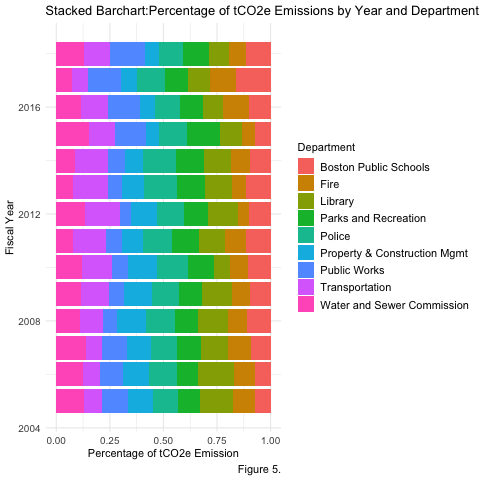 Stacked Barchart:Percentage of tCO2e Emissions by Year and Department
Fiscal Year
2016
2012
2008
2004
0.00 0.25 0.50 0.75 1.00
Percentage of tCO2e Emission
Department
Boston Public Schools
Fire
Library
Parks and Recreation
Police
Property & Construction Mgmt
Public Works
Transportation
Water and Sewer Commission
Figure 5.